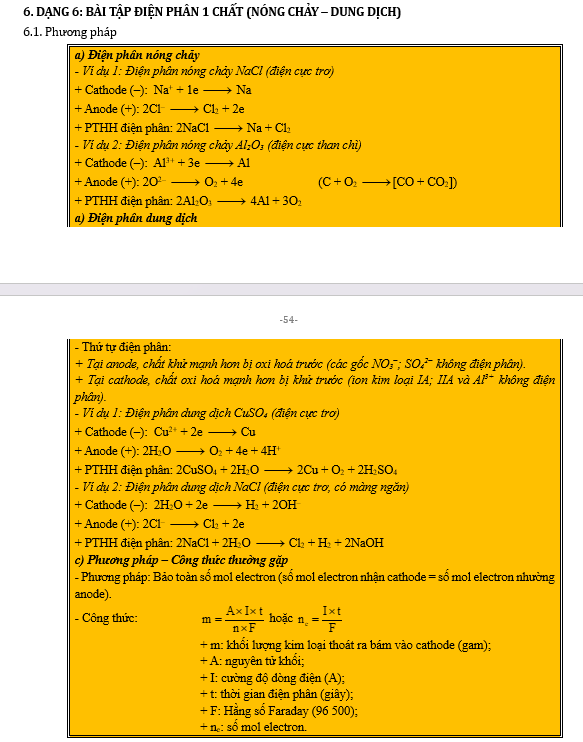 6. DẠNG 6: BÀI TẬP ĐIỆN PHÂN 1 CHẤT (NÓNG CHẢY – DUNG DỊCH)
6.1. Phương pháp
a) Điện phân nóng chảy
- Ví dụ 1: Điện phân nóng chảy NaCl (điện cực trơ)
+ Cathode (–): Na⁺ + 1e ⟶ Na
+ Anode (+): 2Cl⁻ ⟶ Cl₂ + 2e
+ PTHH điện phân: 2NaCl ⟶ Na + Cl₂
- Ví dụ 2: Điện phân nóng chảy Al₂O₃ (điện cực than chì)
+ Cathode (–): Al³⁺ + 3e ⟶ Al
+ Anode (+): 2O²⁻ ⟶ O₂ + 4e (C + O₂ ⟶ [CO + CO₂])
+ PTHH điện phân: 2Al₂O₃ ⟶ 4Al + 3O₂
a) Điện phân dung dịch
-54-
- Thứ tự điện phân:
+ Tại anode, chất khử mạnh hơn bị oxi hoá trước (các gốc NO₃⁻; SO₄²⁻ không điện phân).
+ Tại cathode, chất oxi hoá mạnh hơn bị khử trước (ion kim loại IA; IIA và Al³⁺ không điện
phân).
- Ví dụ 1: Điện phân dung dịch CuSO₄ (điện cực trơ)
+ Cathode (–): Cu²⁺ + 2e ⟶ Cu
+ Anode (+): 2H₂O ⟶ O₂ + 4e + 4H⁺
+ PTHH điện phân: 2CuSO₄ + 2H₂O ⟶ 2Cu + O₂ + 2H₂SO₄
- Ví dụ 2: Điện phân dung dịch NaCl (điện cực trơ, có màng ngăn)
+ Cathode (–): 2H₂O + 2e ⟶ H₂ + 2OH⁻
+ Anode (+): 2Cl⁻ ⟶ Cl₂ + 2e
+ PTHH điện phân: 2NaCl + 2H₂O ⟶ Cl₂ + H₂ + 2NaOH
c) Phương pháp – Công thức thường gặp
- Phương pháp: Bảo toàn số mol electron (số mol electron nhận cathode = số mol electron nhường
anode).
- Công thức: m = (A×I×t)/(n×F) hoặc nₑ = (I×t)/F
+ m: khối lượng kim loại thoát ra bám vào cathode (gam);
+ A: nguyên tử khối;
+ I: cường độ dòng điện (A);
+ t: thời gian điện phân (giây);
+ F: Hằng số Faraday (96 500);
+ nₑ: số mol electron.